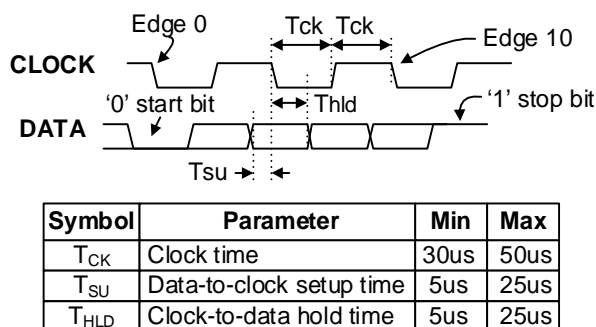 Edge 0
Tck Tck
Edge 10
CLOCK
'0' start bit
Thld
'1' stop bit
DATA
Tsu
Symbol Parameter Min Max
TCK Clock time 30us 50us
TSU Data-to-clock setup time 5us 25us
THLD Clock-to-data hold time 5us 25us